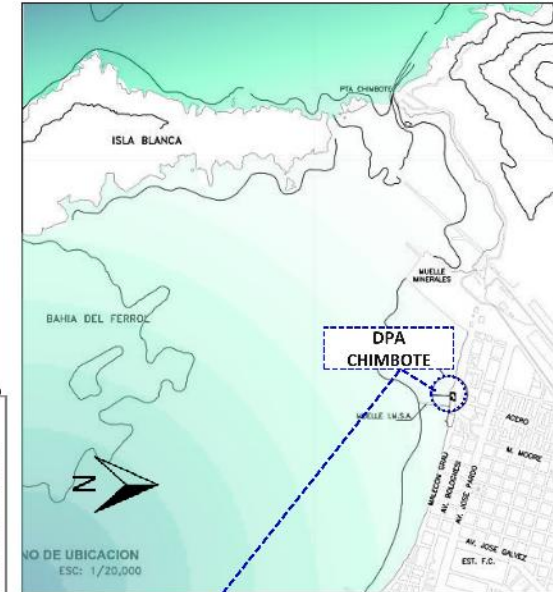 PTA CHIMBOTE
ISLA BLANCA
MUELLE
MINERALES
BAHIA DEL FERROL
DPA
CHIMBOTE
MUELLE I.M.S.A.
ACERO
M. MOORE
MALECON GRAU
AV. BOLOGNESI
AV. JOSE PARDO
AV. JOSE GALVEZ
EST. F.C.
N
NO DE UBICACION
ESC: 1/20,000